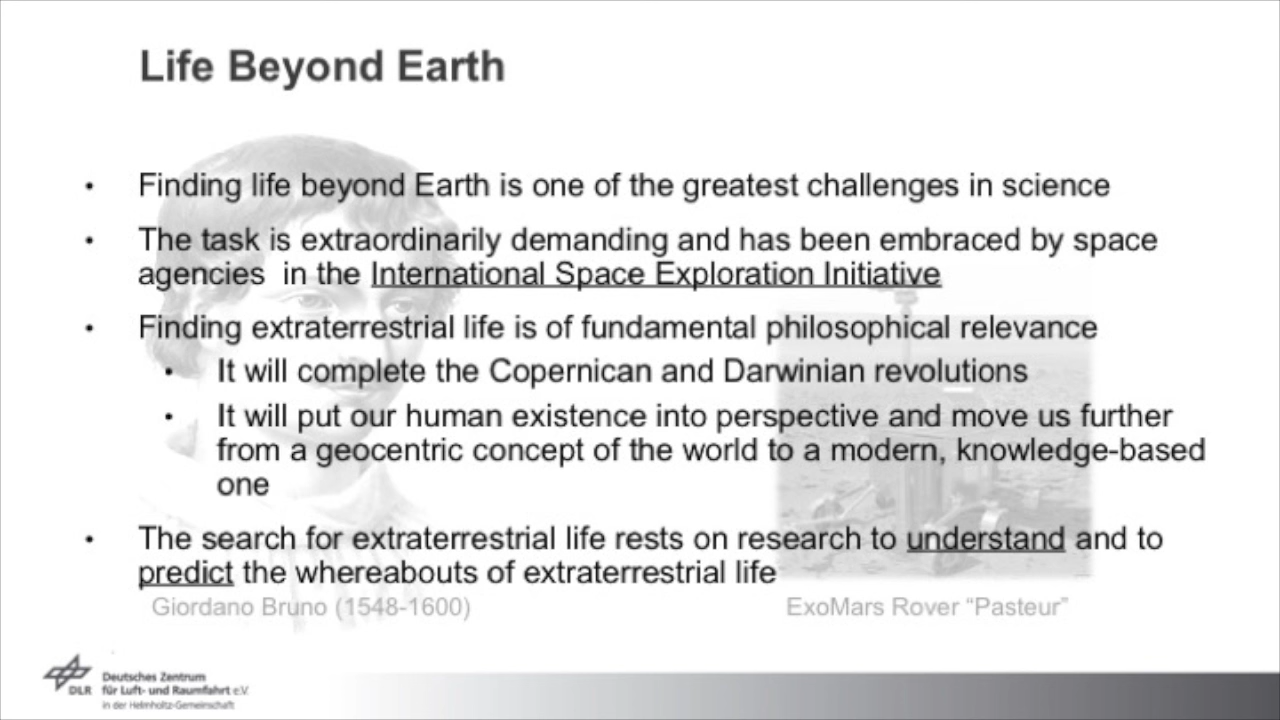 Life Beyond Earth
• Finding life beyond Earth is one of the greatest challenges in science
• The task is extraordinarily demanding and has been embraced by space
agencies in the International Space Exploration Initiative
• Finding extraterrestrial life is of fundamental philosophical relevance
• It will complete the Copernican and Darwinian revolutions
• It will put our human existence into perspective and move us further
from a geocentric concept of the world to a modern, knowledge-based
one
• The search for extraterrestrial life rests on research to understand and to
predict the whereabouts of extraterrestrial life
Giordano Bruno (1548-1600)
ExoMars Rover “Pasteur”
DLR
Deutsches Zentrum
für Luft- und Raumfahrt e.V.
in der Helmholtz-Gemeinschaft